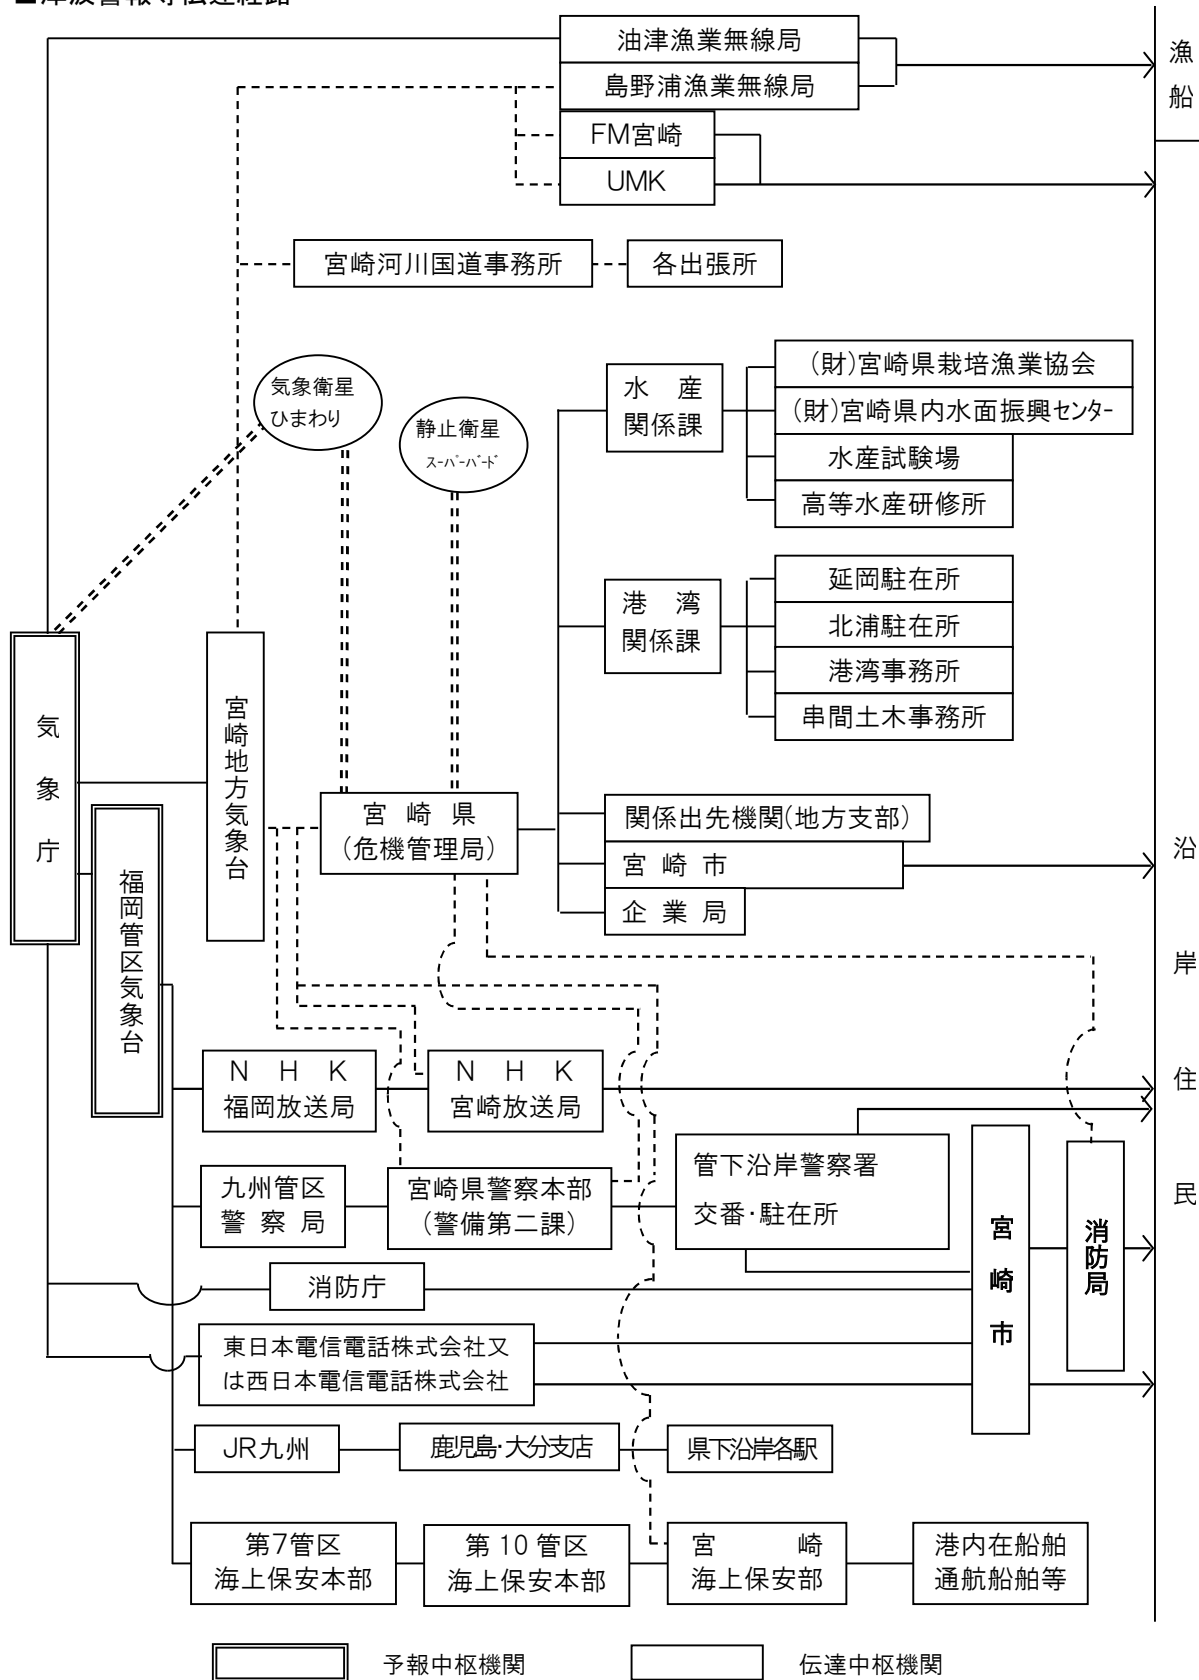 ■津波警報等伝達経路
油津漁業無線局
島野浦漁業無線局
FM宮崎
UMK
漁船
宮崎河川国道事務所
各出張所
気象衛星
ひまわり
静止衛星
スーパーバード
水産
関係課
(財)宮崎県栽培漁業協会
(財)宮崎県内水面振興センター
水産試験場
高等水産研修所
港湾
関係課
延岡駐在所
北浦駐在所
港湾事務所
串間土木事務所
気象庁
宮崎地方気象台
福岡管区気象台
宮崎県
(危機管理局)
関係出先機関(地方支部)
宮崎市
企業局
沿岸住民
NHK
福岡放送局
NHK
宮崎放送局
九州管区
警察局
宮崎県警察本部
(警備第二課)
管下沿岸警察署
交番・駐在所
宮崎市
消防局
消防庁
東日本電信電話株式会社又
は西日本電信電話株式会社
JR九州
鹿児島・大分支店
県下沿岸各駅
第7管区
海上保安本部
第10管区
海上保安本部
宮崎
海上保安部
港内在船舶
通航船舶等
予報中枢機関
伝達中枢機関